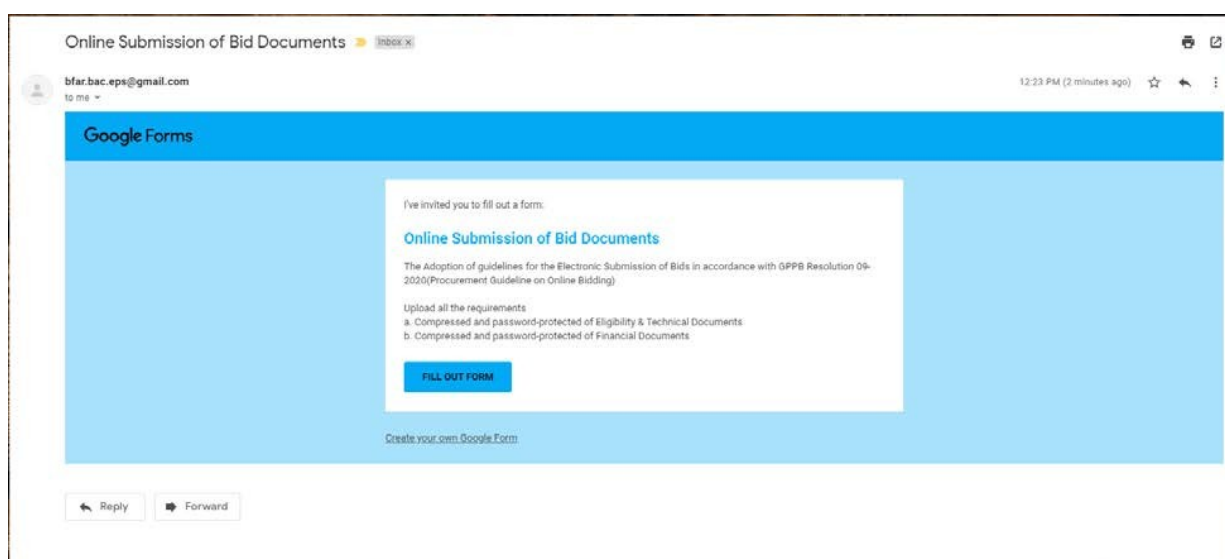 Online Submission of Bid Documents
Inbox x
bfar.bac.eps@gmail.com
12:23 PM (2 minutes ago)
to me
Google Forms
I've invited you to fill out a form:
Online Submission of Bid Documents
The Adoption of guidelines for the Electronic Submission of Bids in accordance with GPPB Resolution 09-
2020(Procurement Guideline on Online Bidding)
Upload all the requirements
a. Compressed and password-protected of Eligibility & Technical Documents
b. Compressed and password-protected of Financial Documents
FILL OUT FORM
Create your own Google Form
Reply
Forward